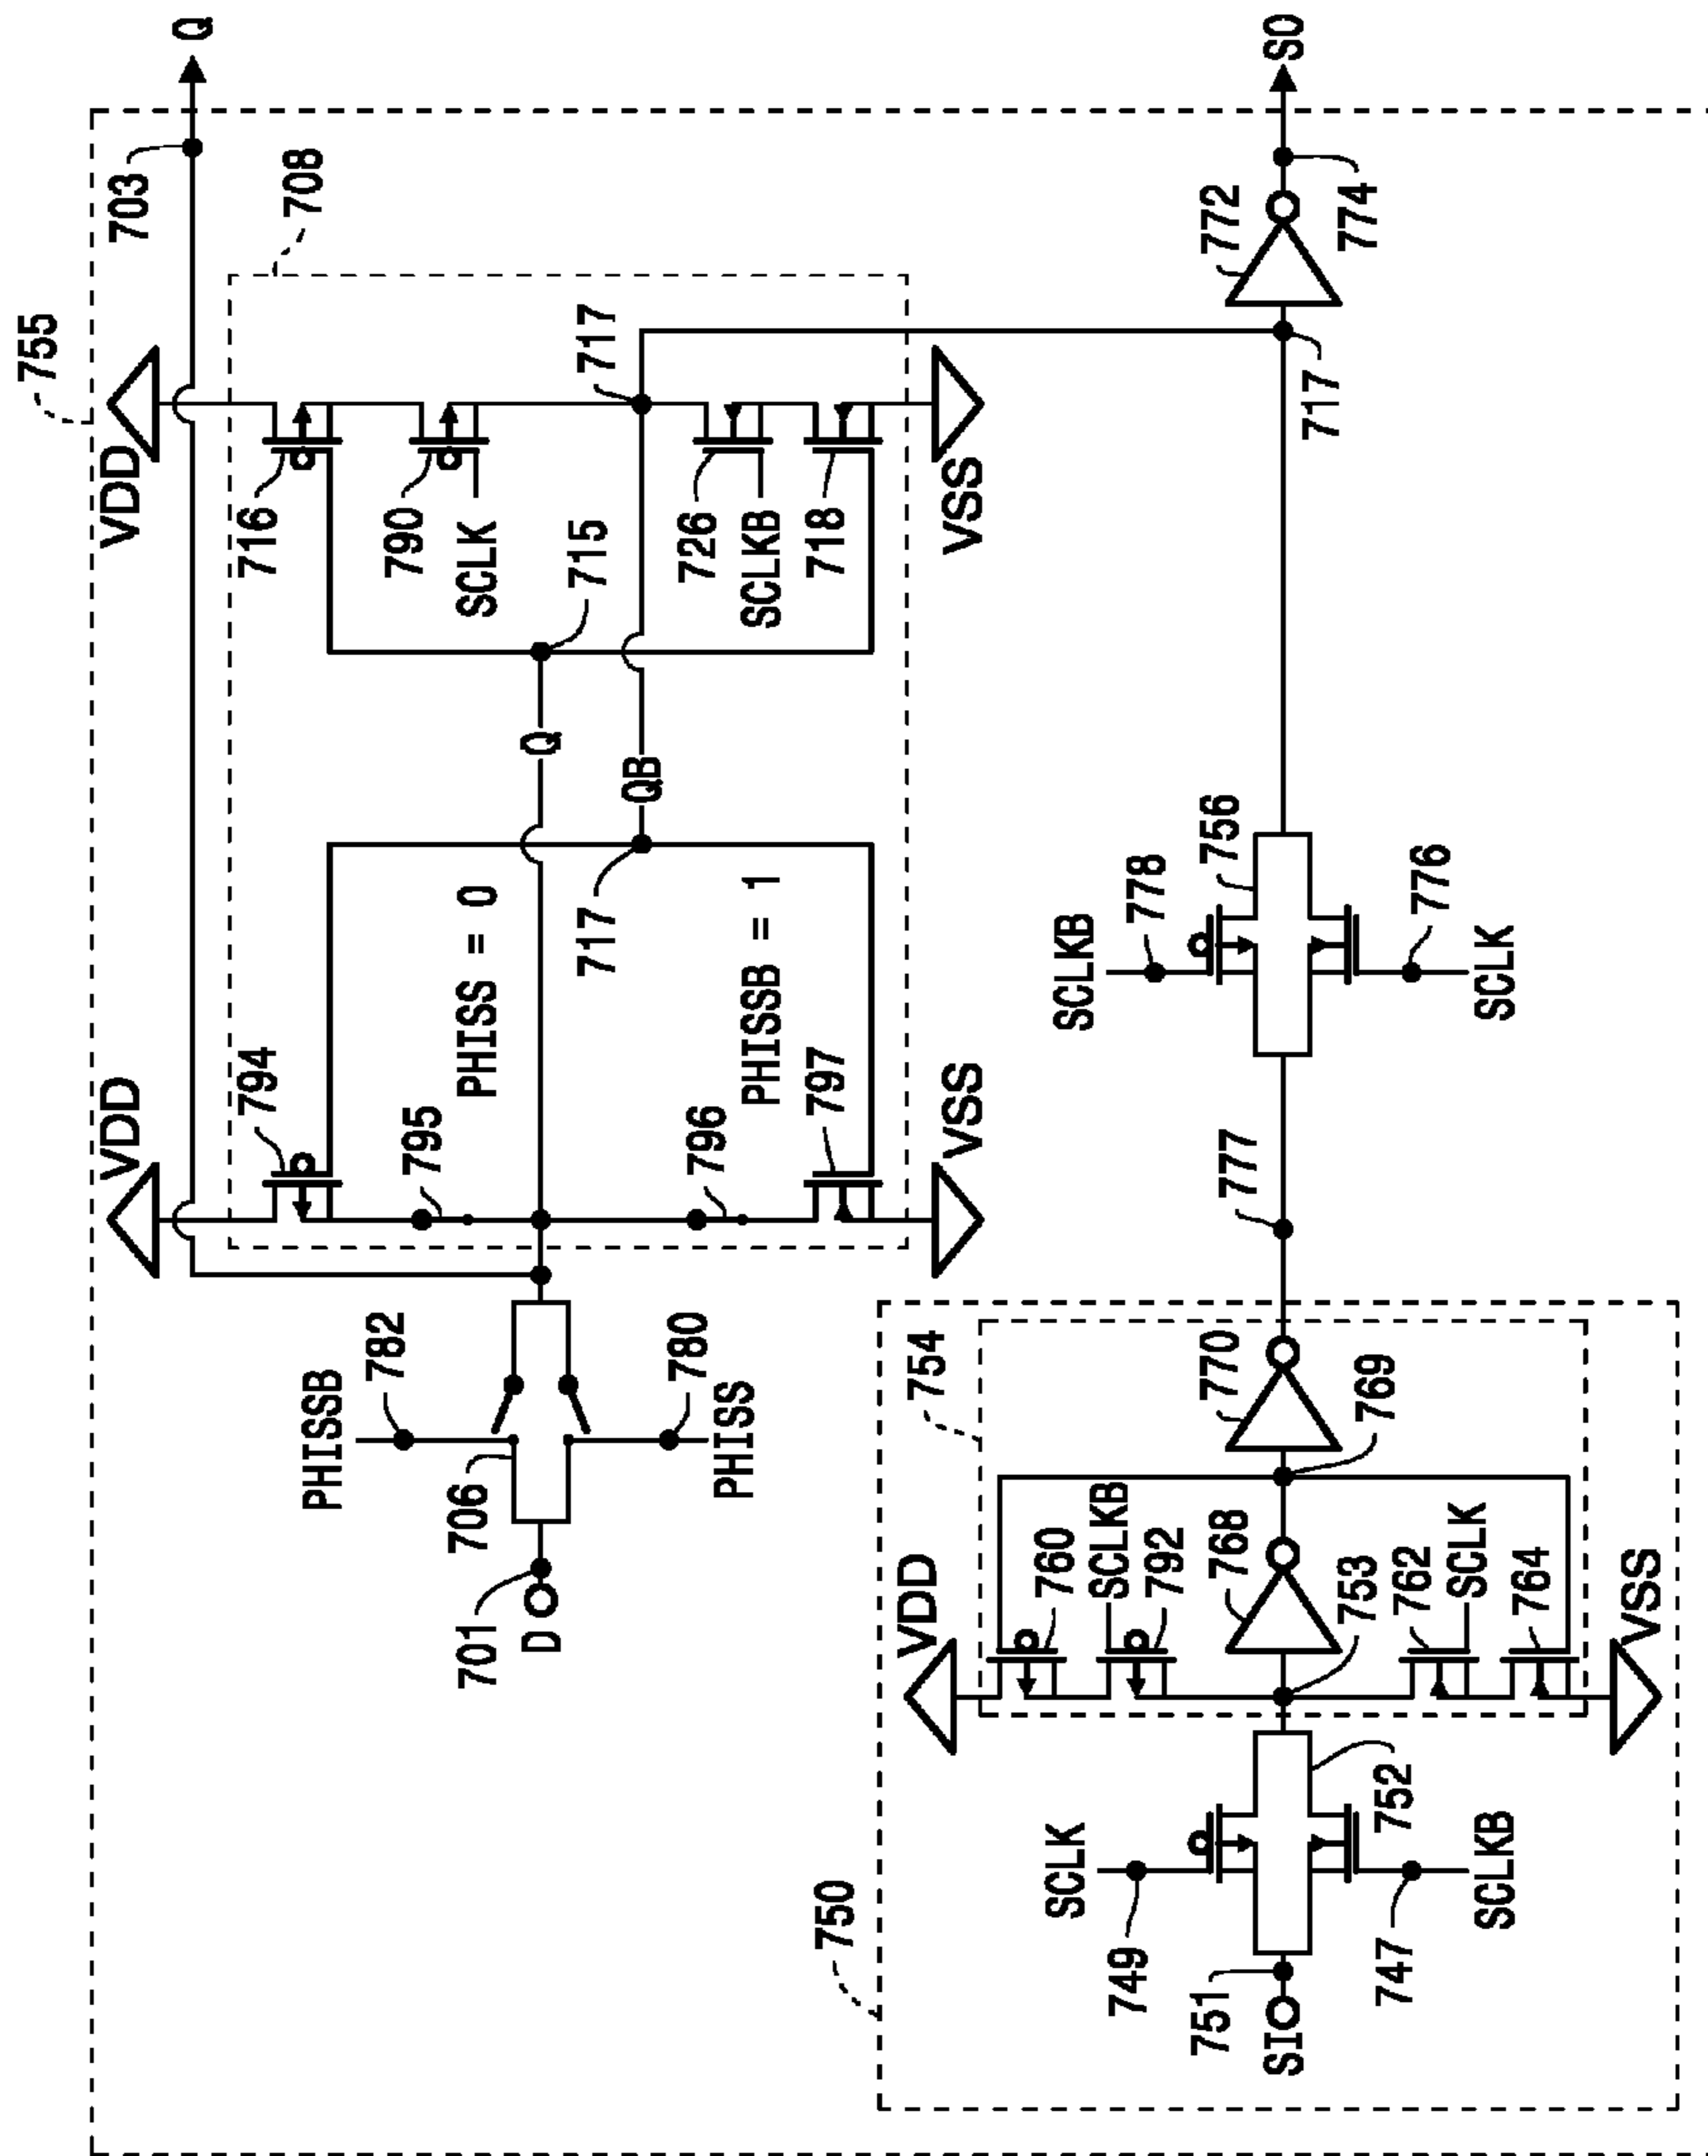 755
VDD
VDD
703
Q
794
716
708
795
PHISS = 0
790
SCLK
Q
715
717
QB
717
PHISSB = 1
796
797
726
SCLKB
718
VSS
VSS
PHISSB
782
706
701
D
780
PHISS
750
754
VDD
760
SCLKB
792
768
770
753
769
762
SCLK
764
VSS
SCLK
749
751
SI
752
747
SCLKB
777
SCLKB
778
756
776
SCLK
717
772
774
SO